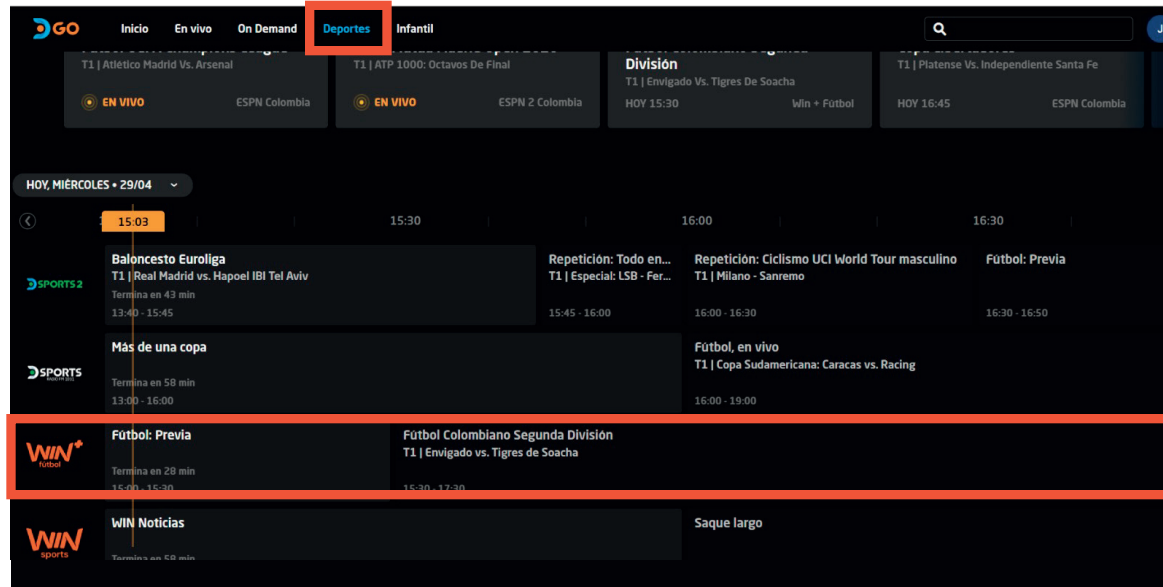 DGO Inicio En vivo On Demand Deportes Infantil J
T1 | Atlético Madrid Vs. Arsenal
EN VIVO ESPN Colombia
T1 | ATP 1000: Octavos De Final
EN VIVO ESPN 2 Colombia
División
T1 | Envigado Vs. Tigres De Soacha
HOY 15:30 Win + Fútbol
T1 | Platense Vs. Independiente Santa Fe
HOY 16:45 ESPN Colombia
HOY, MIÉRCOLES • 29/04
15:03 15:30 16:00 16:30
DSPORTS 2
Baloncesto Euroliga
T1 | Real Madrid vs. Hapoel IBI Tel Aviv
Termina en 43 min
13:40 - 15:45
Repetición: Todo en...
T1 | Especial: LSB - Fer...
15:45 - 16:00
Repetición: Ciclismo UCI World Tour masculino
T1 | Milano - Sanremo
16:00 - 16:30
Fútbol: Previa
16:30 - 16:50
DSPORTS
Más de una copa
Termina en 58 min
13:00 - 16:00
Fútbol, en vivo
T1 | Copa Sudamericana: Caracas vs. Racing
16:00 - 19:00
WIN+
fútbol
Fútbol: Previa
Termina en 28 min
15:00 - 15:30
Fútbol Colombiano Segunda División
T1 | Envigado vs. Tigres de Soacha
15:30 - 17:30
WIN
sports
WIN Noticias
Termina en 58 min
Saque largo